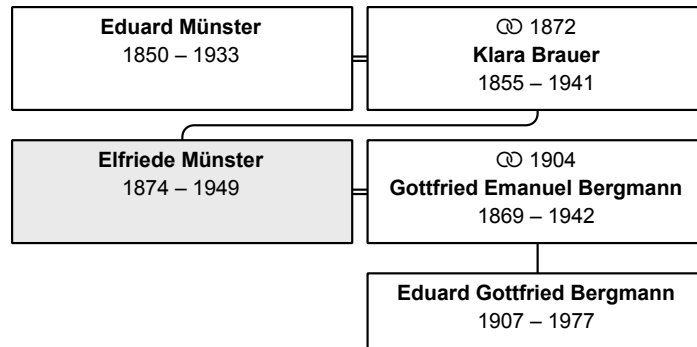 Eduard Münster
1850 – 1933
⚭ 1872
Klara Brauer
1855 – 1941
Elfriede Münster
1874 – 1949
⚭ 1904
Gottfried Emanuel Bergmann
1869 – 1942
Eduard Gottfried Bergmann
1907 – 1977